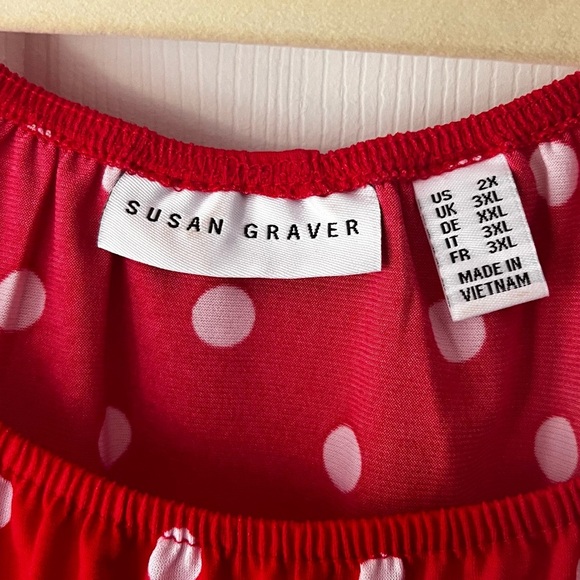 SUSAN GRAVER
US 2X
UK 3XL
DE XXL
IT 3XL
FR 3XL
MADE IN
VIETNAM